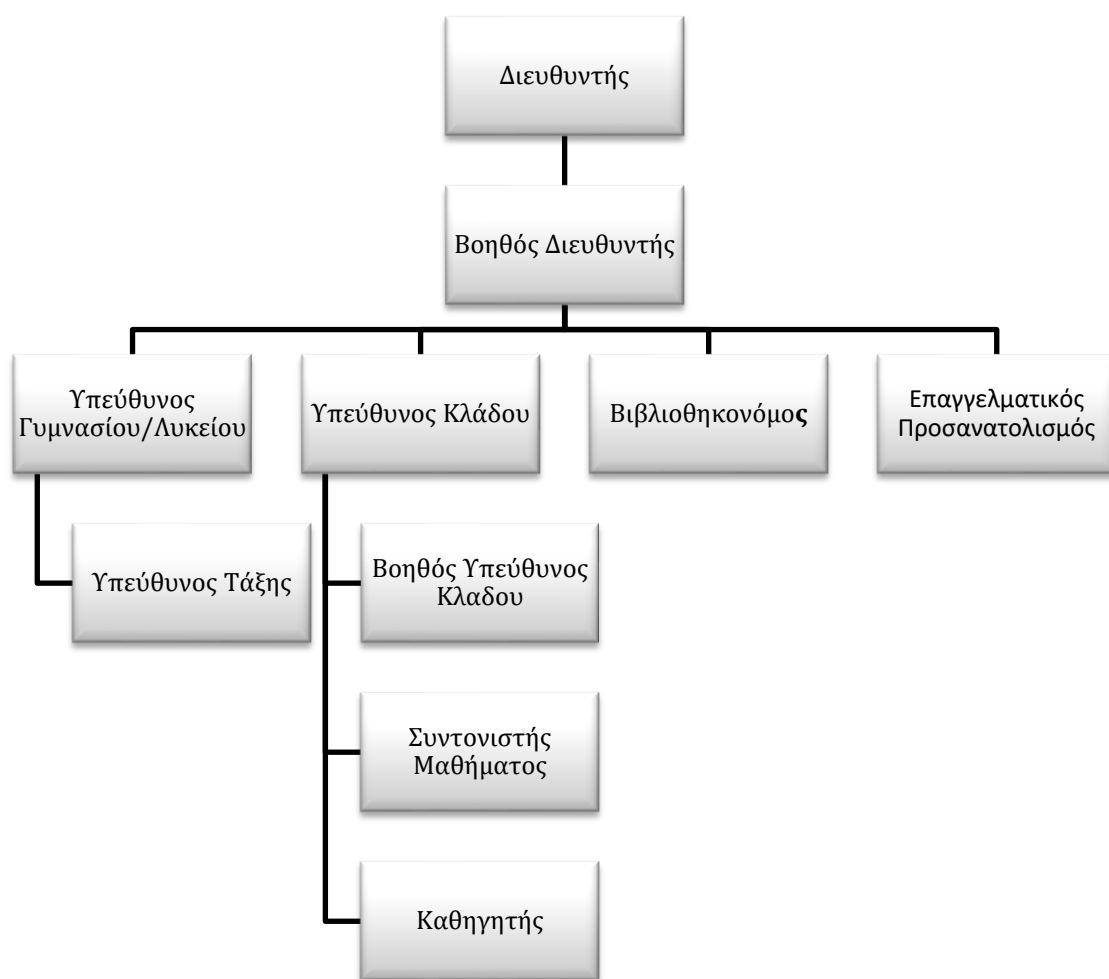 Διευθυντής
Βοηθός Διευθυντής
Υπεύθυνος
Γυμνασίου/Λυκείου
Υπεύθυνος Κλάδου
Βιβλιοθηκονόμος
Επαγγελματικός
Προσανατολισμός
Υπεύθυνος Τάξης
Βοηθός Υπεύθυνος
Κλαδου
Συντονιστής
Μαθήματος
Καθηγητής